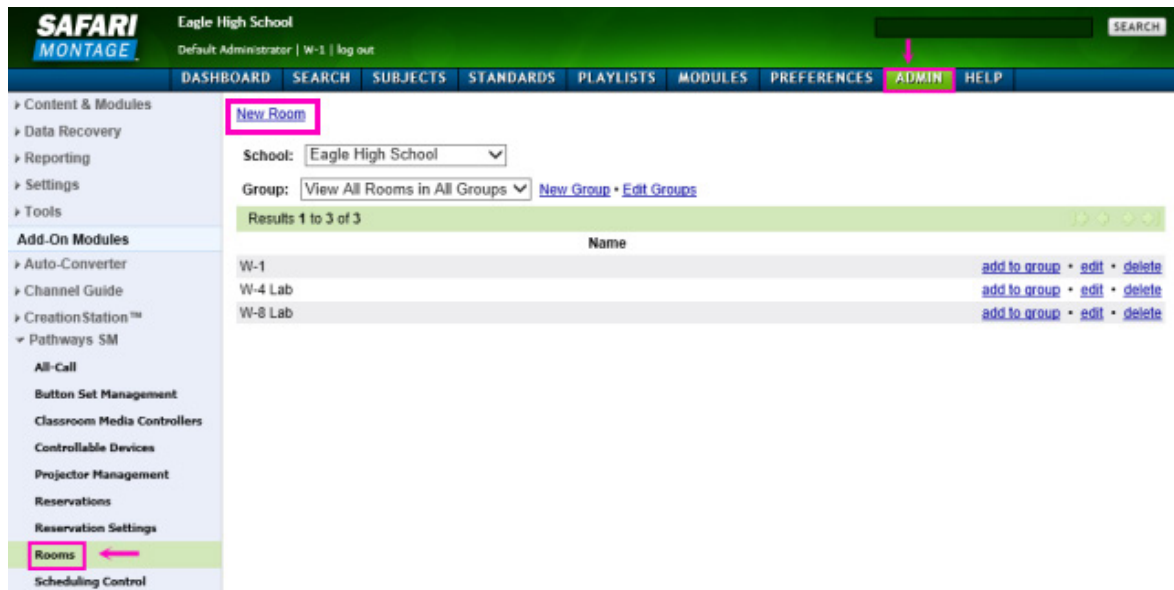 SAFARI
MONTAGE
Eagle High School
Default Administrator | W-1 | log out
SEARCH
DASHBOARD SEARCH SUBJECTS STANDARDS PLAYLISTS MODULES PREFERENCES ADMIN HELP
Content & Modules
Data Recovery
Reporting
Settings
Tools
Add-On Modules
Auto-Converter
Channel Guide
CreationStation™
Pathways SM
All-Call
Button Set Management
Classroom Media Controllers
Controllable Devices
Projector Management
Reservations
Reservation Settings
Rooms
Scheduling Control
New Room
School: Eagle High School
Group: View All Rooms in All Groups New Group • Edit Groups
Results 1 to 3 of 3
Name
W-1 add to group • edit • delete
W-4 Lab add to group • edit • delete
W-8 Lab add to group • edit • delete